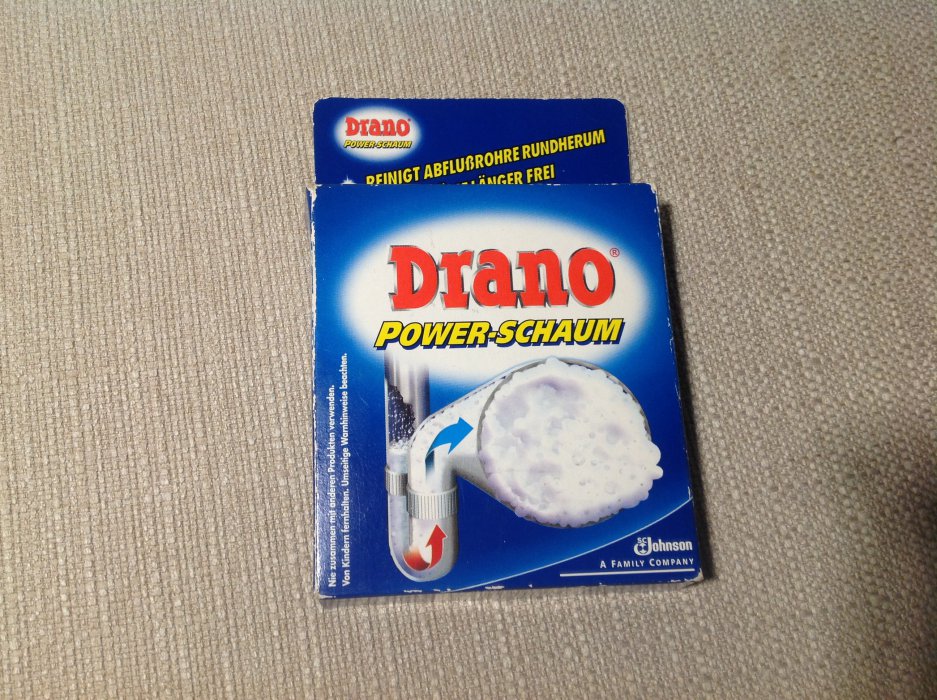 Drano®
POWER-SCHAUM
REINIGT ABFLUßROHRE RUNDHERUM
LÄNGER FREI
Drano®
POWER-SCHAUM
Nie zusammen mit anderen Produkten verwenden.
Von Kindern fernhalten. Umseitige Warnhinweise beachten.
SC Johnson
A FAMILY COMPANY